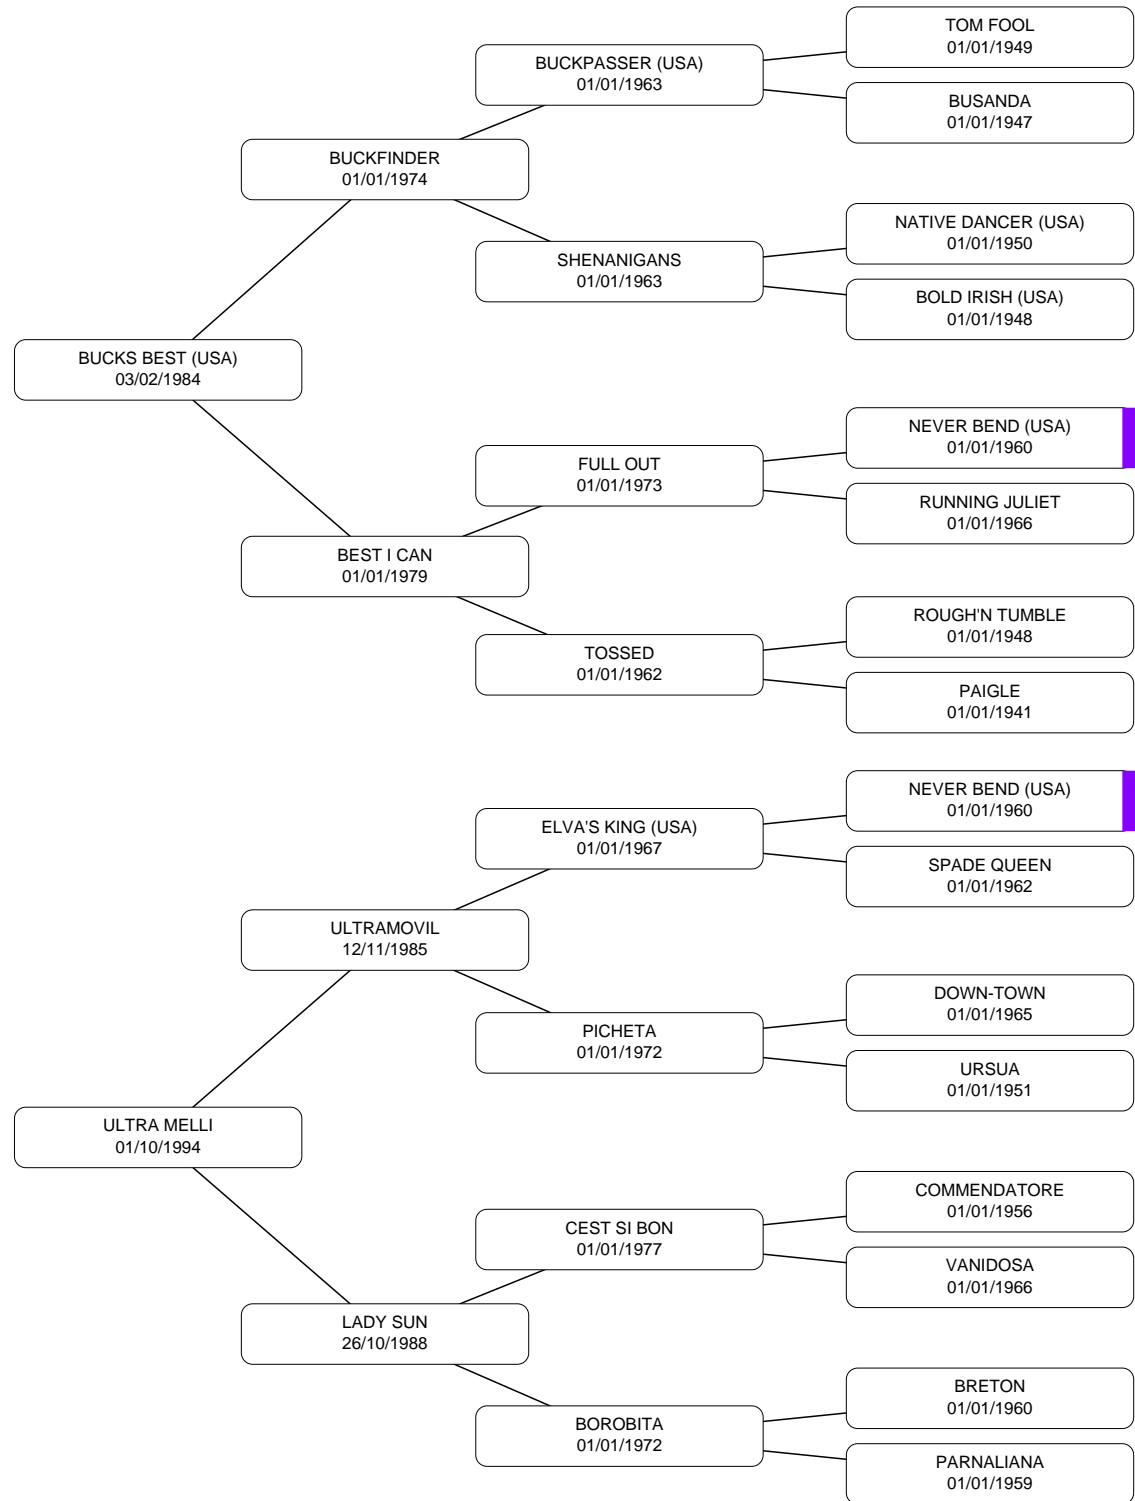 TOM FOOL
01/01/1949
BUCKPASSER (USA)
01/01/1963
BUSANDA
01/01/1947
BUCKFINDER
01/01/1974
NATIVE DANCER (USA)
01/01/1950
SHENANIGANS
01/01/1963
BOLD IRISH (USA)
01/01/1948
BUCKS BEST (USA)
03/02/1984
NEVER BEND (USA)
01/01/1960
FULL OUT
01/01/1973
RUNNING JULIET
01/01/1966
BEST I CAN
01/01/1979
ROUGH'N TUMBLE
01/01/1948
TOSSED
01/01/1962
PAIGLE
01/01/1941
NEVER BEND (USA)
01/01/1960
ELVA'S KING (USA)
01/01/1967
SPADE QUEEN
01/01/1962
ULTRAMOVIL
12/11/1985
DOWN-TOWN
01/01/1965
PICHETA
01/01/1972
URSUA
01/01/1951
ULTRA MELLI
01/10/1994
COMMENDATORE
01/01/1956
CEST SI BON
01/01/1977
VANIDOSA
01/01/1966
LADY SUN
26/10/1988
BRETON
01/01/1960
BOROBITA
01/01/1972
PARNALIANA
01/01/1959